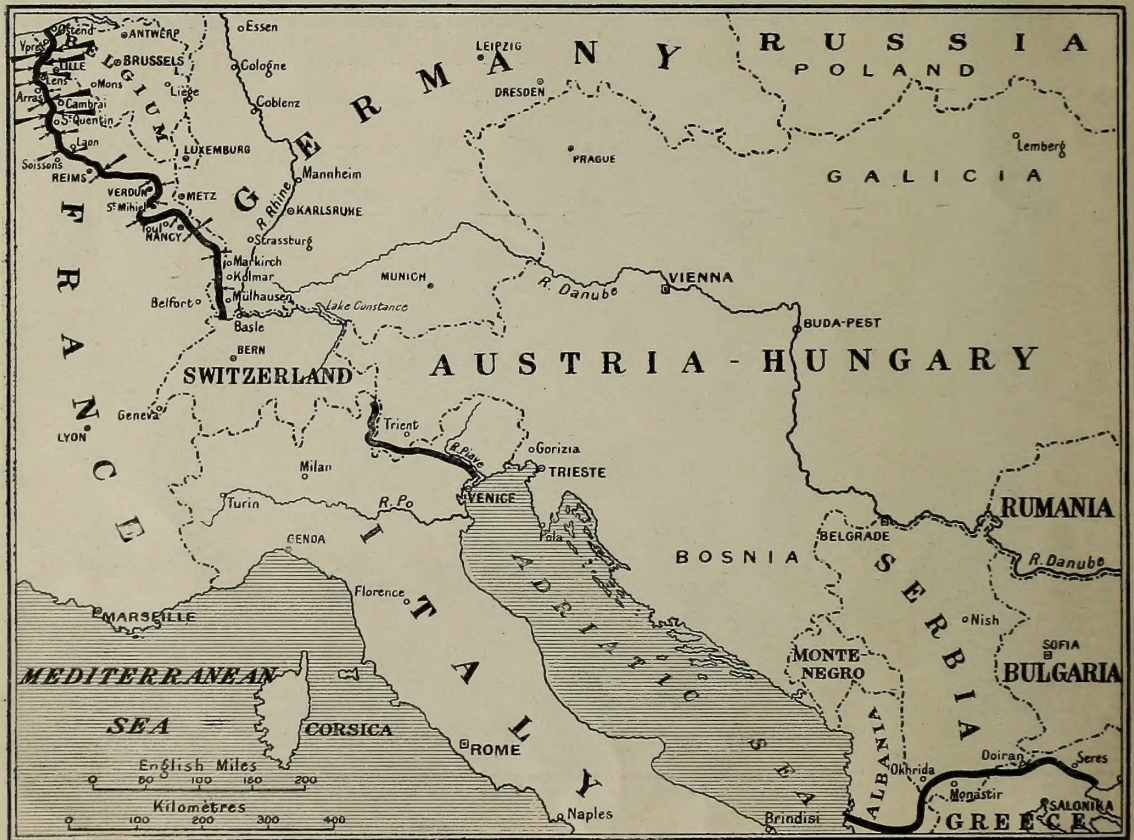 Ostend
ANTWERP
Ypres
BELGIUM
BRUSSELS
LILLE
Lens
Mons
Liége
Arras
Cambrai
St Quentin
Laon
LUXEMBURG
Soissons
REIMS
VERDUN
METZ
St Mihiel
Toul
NANCY
Essen
Cologne
Coblenz
GERMANY
LEIPZIG
DRESDEN
RUSSIA
POLAND
PRAGUE
Lemberg
GALICIA
Mannheim
R. Rhine
KARLSRUHE
Strassburg
Markirch
Kolmar
Mülhausen
Belfort
Basle
FRANCE
MUNICH
Lake Constance
R. Danube
VIENNA
BUDA-PEST
BERN
SWITZERLAND
AUSTRIA-HUNGARY
Geneva
LYON
Trient
R. Piave
Gorizia
TRIESTE
Milan
VENICE
Turin
R. Po
Pola
GENOA
ITALY
Florence
ADRIATIC SEA
BOSNIA
BELGRADE
RUMANIA
R. Danube
SERBIA
Nish
SOFIA
BULGARIA
MARSEILLE
MEDITERRANEAN
SEA
CORSICA
ROME
MONTE-
NEGRO
ALBANIA
Okhrida
Doiran
Seres
Monastir
SALONIKA
GREECE
Brindisi
Naples
English Miles
0 50 100 150 200
Kilomètres
0 100 200 300 400